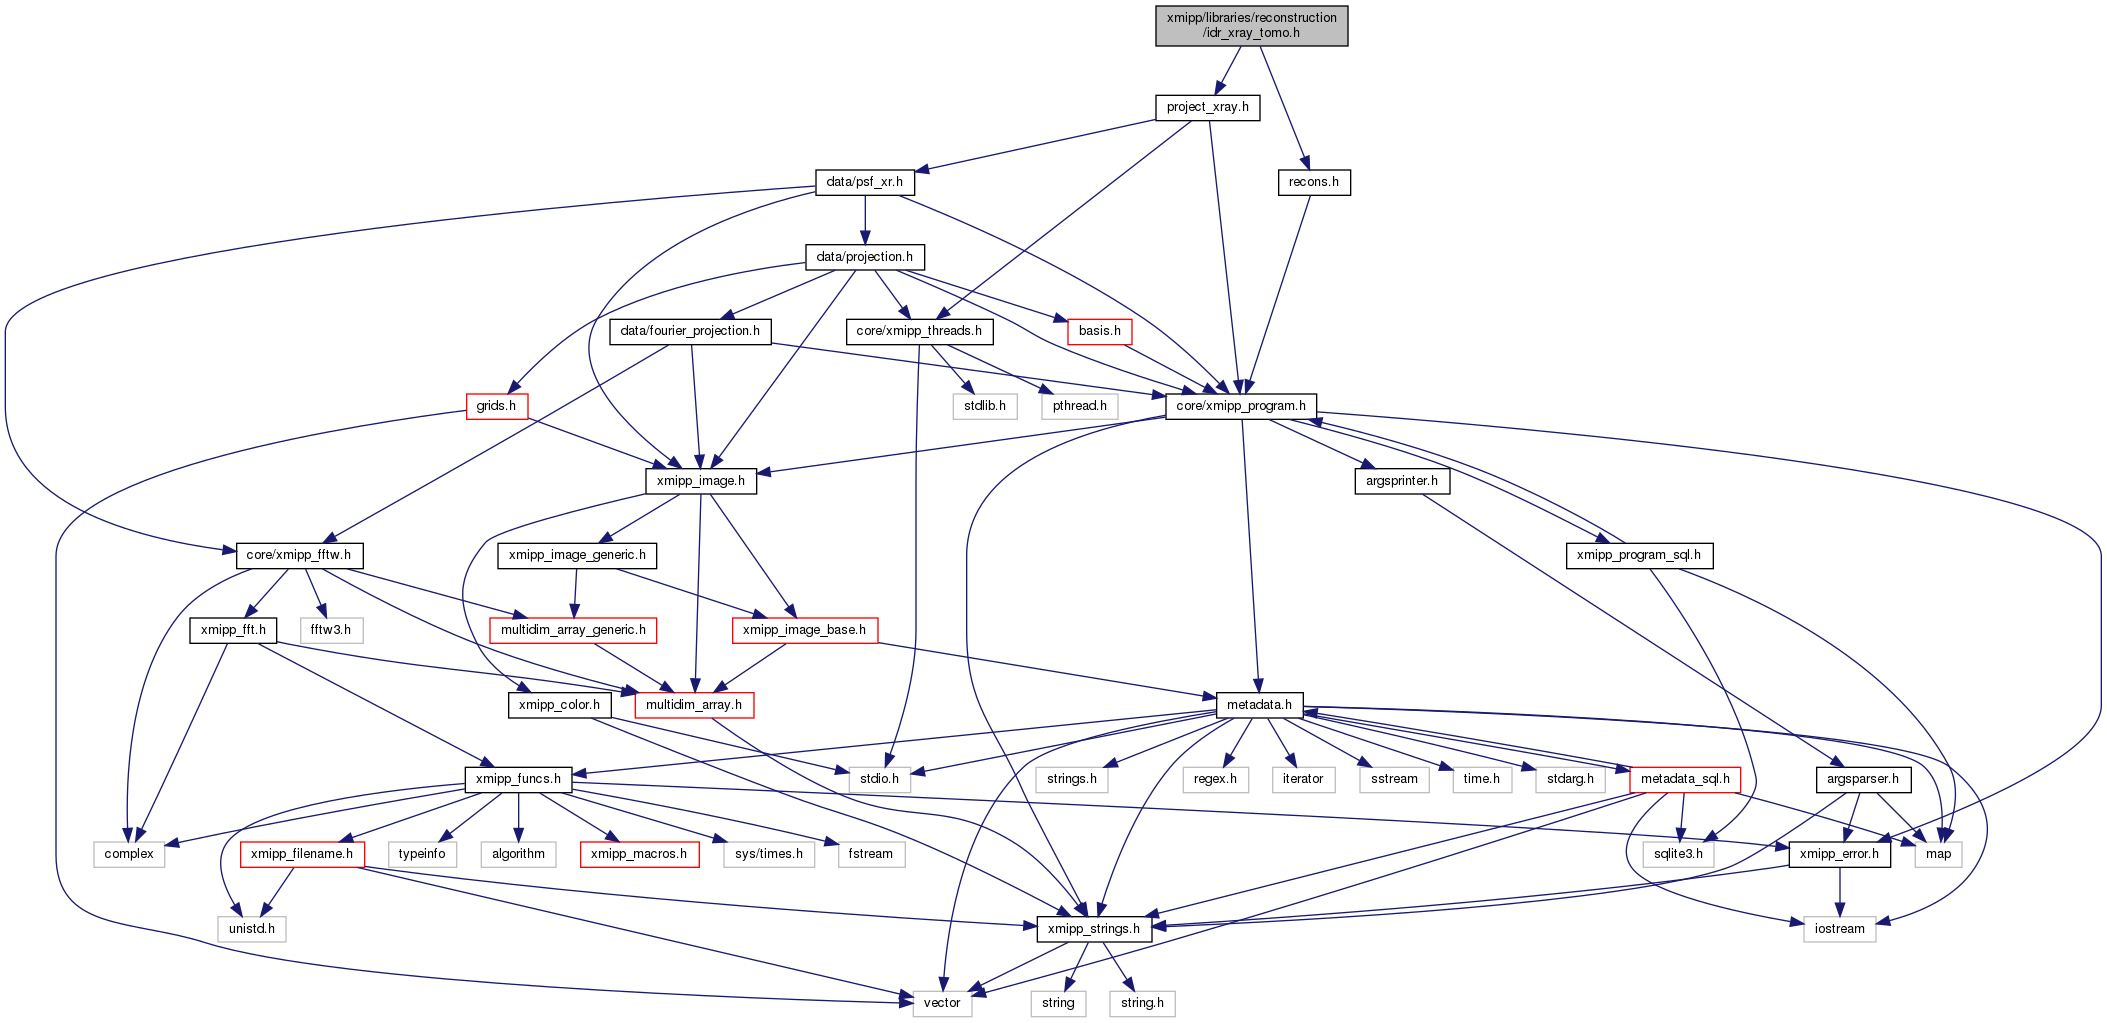 xmipp/libraries/reconstruction
/idr_xray_tomo.h
project_xray.h
data/psf_xr.h
recons.h
data/projection.h
data/fourier_projection.h
core/xmipp_threads.h
basis.h
grids.h
stdlib.h
pthread.h
core/xmipp_program.h
xmipp_image.h
argsprinter.h
core/xmipp_fftw.h
xmipp_image_generic.h
xmipp_program_sql.h
xmipp_fft.h
fftw3.h
multidim_array_generic.h
xmipp_image_base.h
xmipp_color.h
multidim_array.h
metadata.h
xmipp_funcs.h
stdio.h
strings.h
regex.h
iterator
sstream
time.h
stdarg.h
metadata_sql.h
argsparser.h
complex
xmipp_filename.h
typeinfo
algorithm
xmipp_macros.h
sys/times.h
fstream
sqlite3.h
xmipp_error.h
map
unistd.h
xmipp_strings.h
iostream
vector
string
string.h